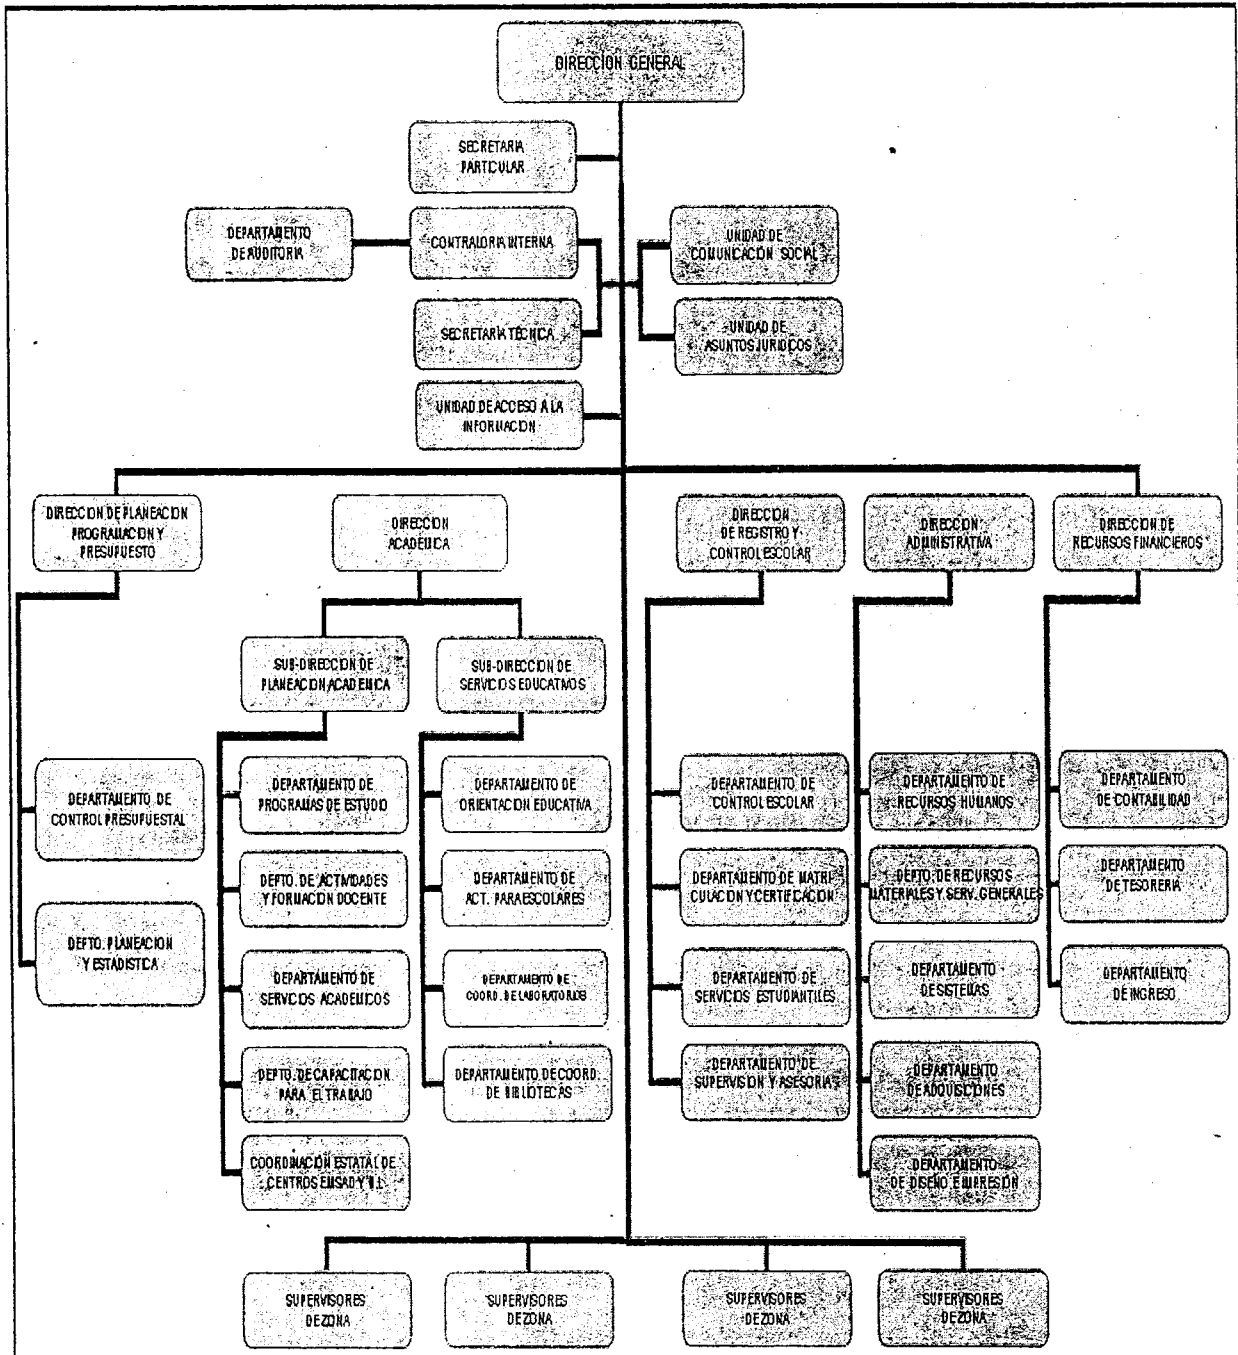 DIRECCIÓN GENERAL
SECRETARIA
PARTICULAR
DEPARTAMENTO
DE AUDITORIA
CONTRALORIA INTERNA
UNIDAD DE
COMUNICACIÓN SOCIAL
SECRETARÍA TÉCNICA
UNIDAD DE
ASUNTOS JURIDICOS
UNIDAD DE ACCESO A LA
INFORMACION
DIRECCION DE PLANEACION
PROGRAMACION Y
PRESUPUESTO
DIRECCION
ACADEMICA
DIRECCION
DE REGISTRO Y
CONTROL ESCOLAR
DIRECCION
ADMINISTRATIVA
DIRECCION DE
RECURSOS FINANCIEROS
SUB-DIRECCION DE
PLANEACION ACADEMICA
SUB-DIRECCION DE
SERVICIOS EDUCATIVOS
DEPARTAMENTO DE
CONTROL PRESUPUESTAL
DEPTO. PLANEACION
Y ESTADISTICA
DEPARTAMENTO DE
PROGRAMAS DE ESTUDIO
DEPTO. DE ACTIVIDADES
Y FORMACION DOCENTE
DEPARTAMENTO DE
SERVICIOS ACADEMICOS
DEPTO. DE CAPACITACION
PARA EL TRABAJO
COORDINACION ESTATAL DE
CENTROS EMSAD Y
DEPARTAMENTO DE
ORIENTACION EDUCATIVA
DEPARTAMENTO DE
ACT. PARAESCOLARES
DEPARTAMENTO DE
COORD. DE LABORATORIOS
DEPARTAMENTO DE COORD.
DE BIBLIOTECAS
DEPARTAMENTO DE
CONTROL ESCOLAR
DEPARTAMENTO DE MATRI
CULACION Y CERTIFICACION
DEPARTAMENTO DE
SERVICIOS ESTUDIANTILES
DEPARTAMENTO DE
SUPERVISION Y ASESORIAS
DEPARTAMENTO DE
RECURSOS HUMANOS
DEPTO. DE RECURSOS
MATERIALES Y SERV. GENERALES
DEPARTAMENTO
DE SISTEMAS
DEPARTAMENTO
DE ADQUISICIONES
DEPARTAMENTO
DE DISEÑO E IMPRESIÓN
DEPARTAMENTO
DE CONTABILIDAD
DEPARTAMENTO
DE TESORERIA
DEPARTAMENTO
DE INGRESO
SUPERVISORES
DE ZONA
SUPERVISORES
DE ZONA
SUPERVISORES
DE ZONA
SUPERVISORES
DE ZONA